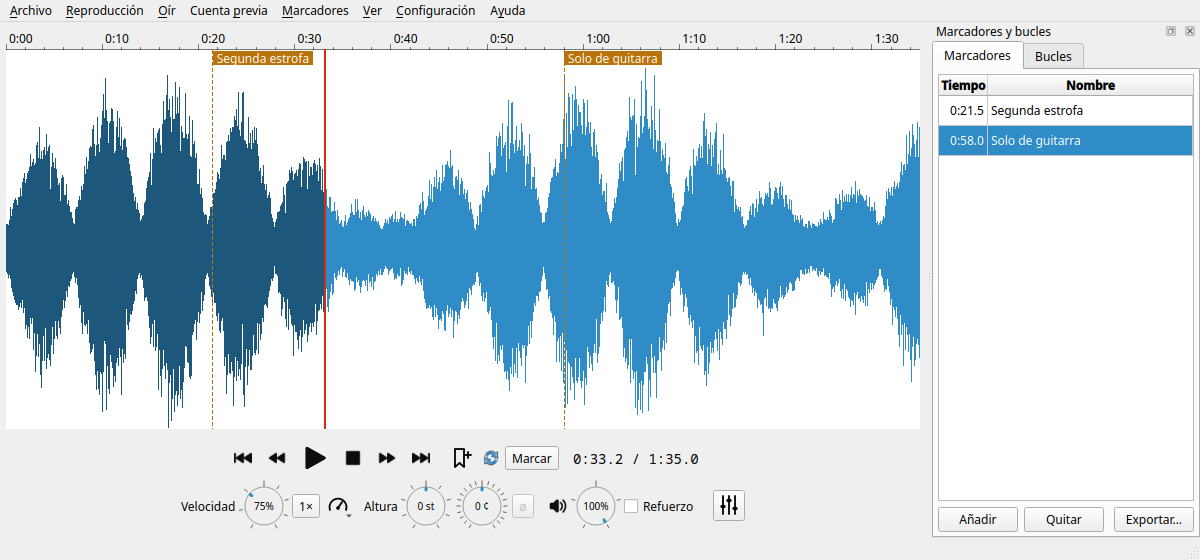 Archivo Reproducción Oír Cuenta previa Marcadores Ver Configuración Ayuda
0:00 0:10 0:20 0:30 0:40 0:50 1:00 1:10 1:20 1:30
Segunda estrofa Solo de guitarra
Marcadores y bucles
Marcadores Bucles
Tiempo Nombre
0:21.5 Segunda estrofa
0:58.0 Solo de guitarra
Marcar 0:33.2 / 1:35.0
Velocidad 75% 1× Altura 0 st 0 ¢ ø 100% Refuerzo
Añadir Quitar Exportar...